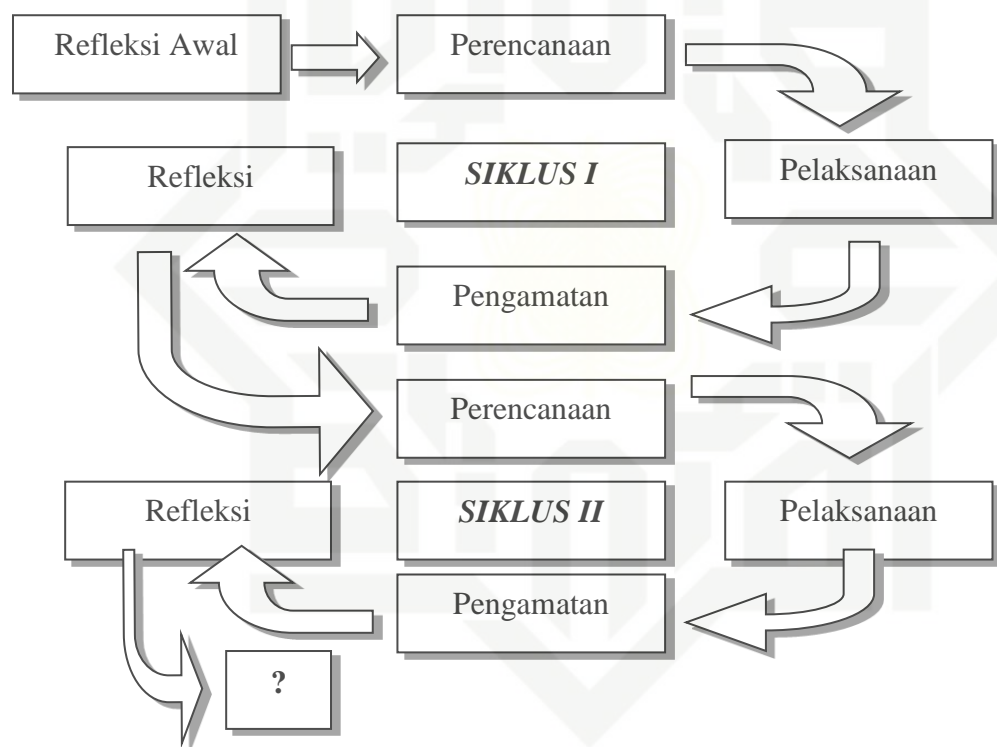 Refleksi Awal
Perencanaan
Refleksi
SIKLUS I
Pelaksanaan
Pengamatan
Perencanaan
Refleksi
SIKLUS II
Pelaksanaan
Pengamatan
?